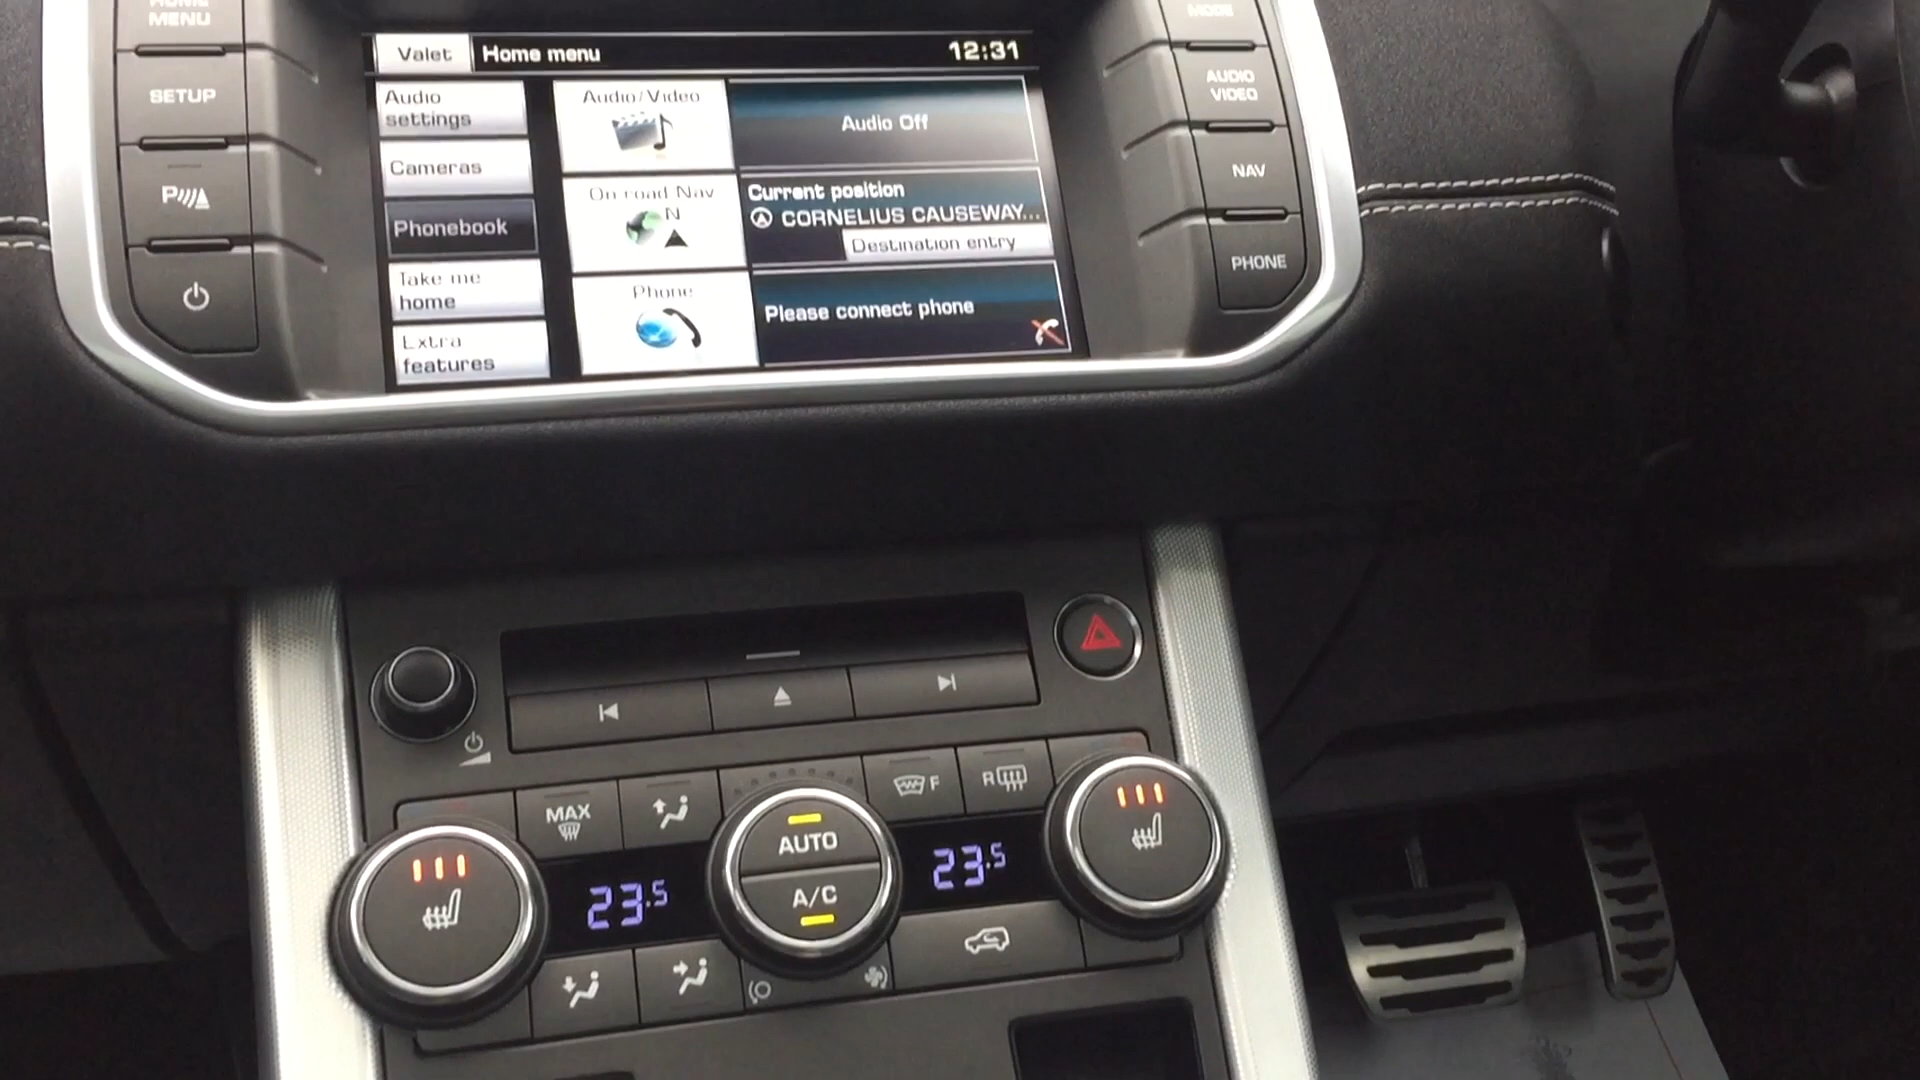 HOME
MENU
SETUP
P
Valet
Home menu
12:31
Audio
settings
Cameras
Phonebook
Take me
home
Extra
features
Audio/Video
On road Nav
N
Phone
Audio Off
Current position
CORNELIUS CAUSEWAY...
Destination entry
Please connect phone
MODE
AUDIO
VIDEO
NAV
PHONE
MAX
F
R
AUTO
A/C
23.5
23.5